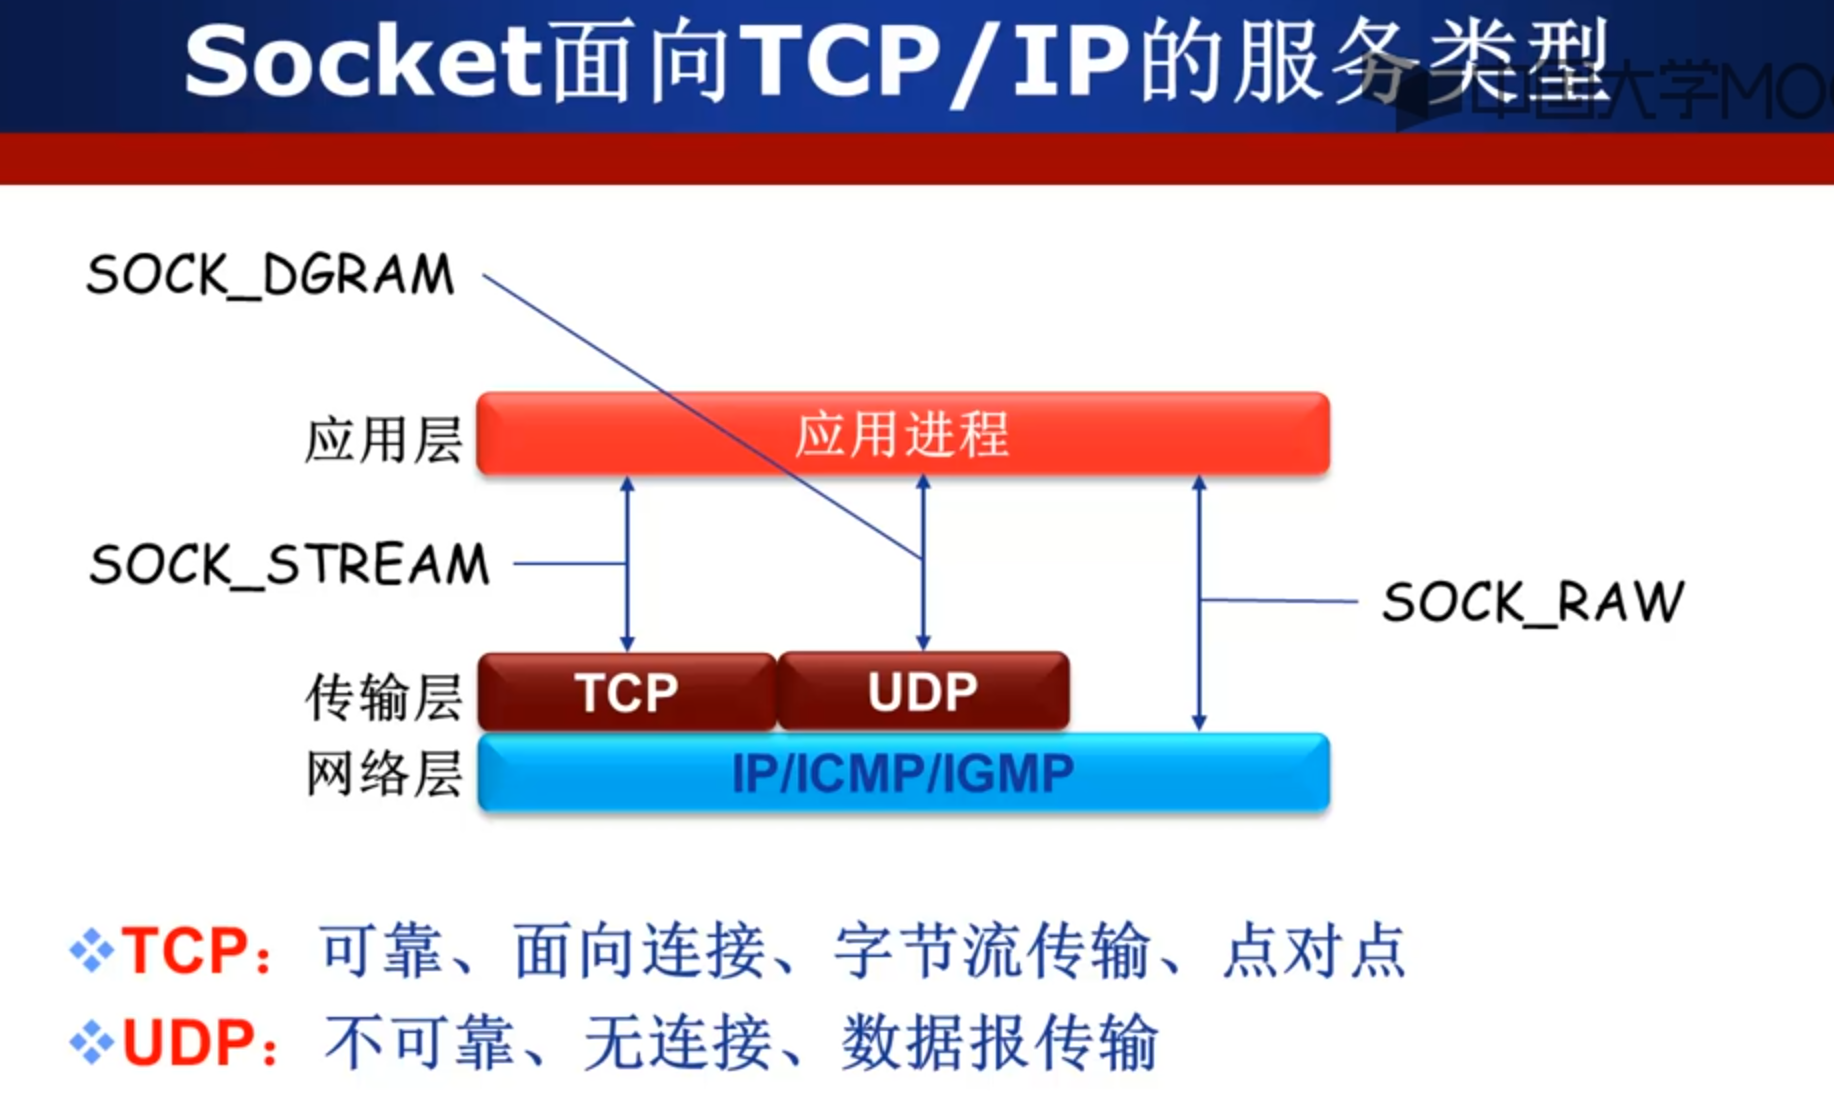 Socket面向TCP/IP的服务类型
中国大学MOO
SOCK_DGRAM
应用层
应用进程
SOCK_STREAM
SOCK_RAW
传输层
TCP
UDP
网络层
IP/ICMP/IGMP
TCP：可靠、面向连接、字节流传输、点对点
UDP：不可靠、无连接、数据报传输